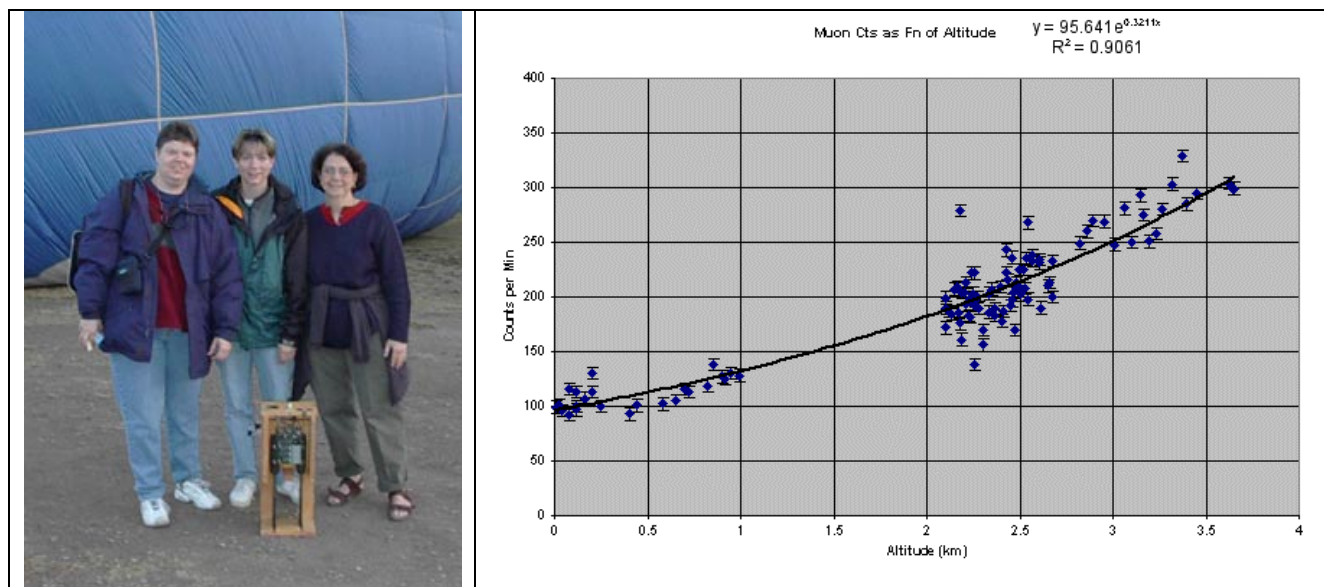 Muon Cts as Fn of Altitude
y = 95.641e^0.3211x
R² = 0.9061
400
350
300
250
200
150
100
50
0
Counts per Min
0 0.5 1 1.5 2 2.5 3 3.5 4
Altitude (km)